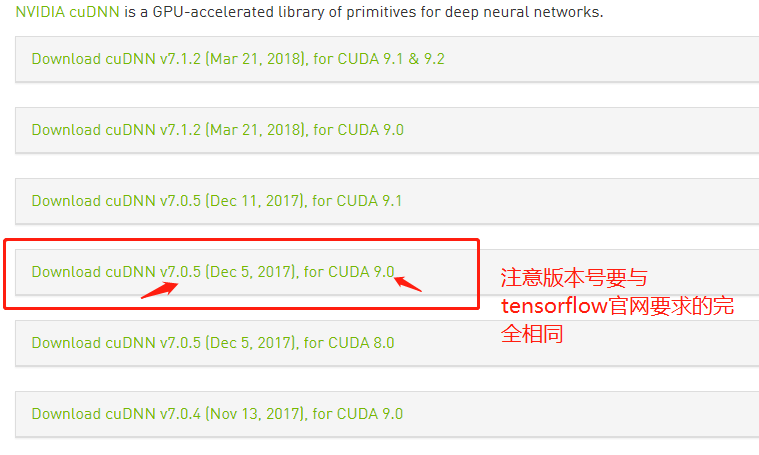 NVIDIA cuDNN is a GPU-accelerated library of primitives for deep neural networks.
Download cuDNN v7.1.2 (Mar 21, 2018), for CUDA 9.1 & 9.2
Download cuDNN v7.1.2 (Mar 21, 2018), for CUDA 9.0
Download cuDNN v7.0.5 (Dec 11, 2017), for CUDA 9.1
Download cuDNN v7.0.5 (Dec 5, 2017), for CUDA 9.0
注意版本号要与
tensorflow官网要求的完
全相同
Download cuDNN v7.0.5 (Dec 5, 2017), for CUDA 8.0
Download cuDNN v7.0.4 (Nov 13, 2017), for CUDA 9.0